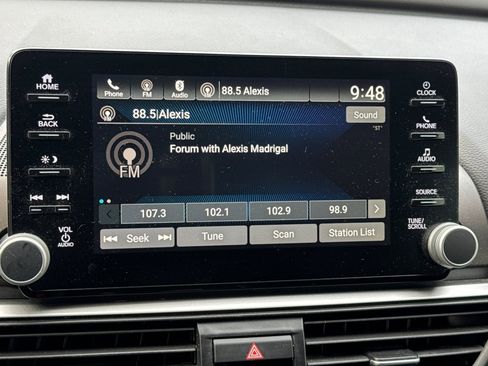 Phone FM Audio 88.5 Alexis 9:48
HOME
BACK
VOL
AUDIO
88.5|Alexis Sound
"ST"
Public
Forum with Alexis Madrigal
FM
107.3 102.1 102.9 98.9
Seek Tune Scan Station List
CLOCK
PHONE
AUDIO
SOURCE
TUNE/
SCROLL